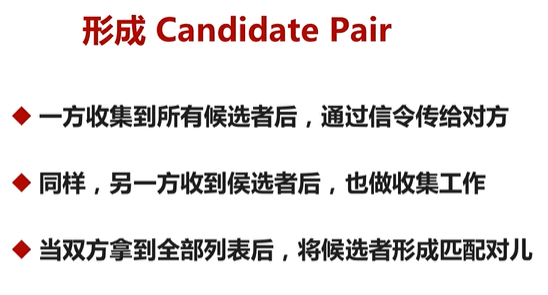 形成 Candidate Pair
一方收集到所有候选者后，通过信令传给对方
同样，另一方收到候选者后，也做收集工作
当双方拿到全部列表后，将候选者形成匹配对儿